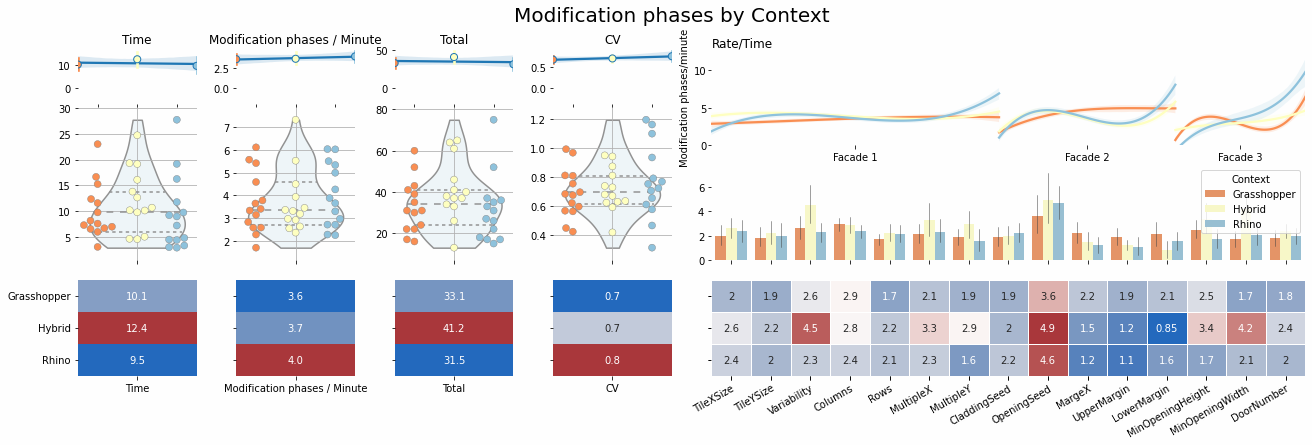 Modification phases by Context
Time
Modification phases / Minute
Total
CV
Rate/Time
10
0
2.5
0.0
50
0
0.5
0.0
Modification phases/minute
10
5
0
Facade 1
Facade 2
Facade 3
30
25
20
15
10
5
7
6
5
4
3
2
80
60
40
20
1.2
1.0
0.8
0.6
0.4
6
4
2
0
Context
Grasshopper
Hybrid
Rhino
Grasshopper
Hybrid
Rhino
10.1
12.4
9.5
3.6
3.7
4.0
33.1
41.2
31.5
0.7
0.7
0.8
2 1.9 2.6 2.9 1.7 2.1 1.9 1.9 3.6 2.2 1.9 2.1 2.5 1.7 1.8
2.6 2.2 4.5 2.8 2.2 3.3 2.9 2 4.9 1.5 1.2 0.85 3.4 4.2 2.4
2.4 2 2.3 2.4 2.1 2.3 1.6 2.2 4.6 1.2 1.1 1.6 1.7 2.1 2
Time
Modification phases / Minute
Total
CV
TileXSize
TileYSize
Variability
Columns
Rows
MultipleX
MultipleY
CladdingSeed
OpeningSeed
MargeX
UpperMargin
LowerMargin
MinOpeningHeight
MinOpeningWidth
DoorNumber